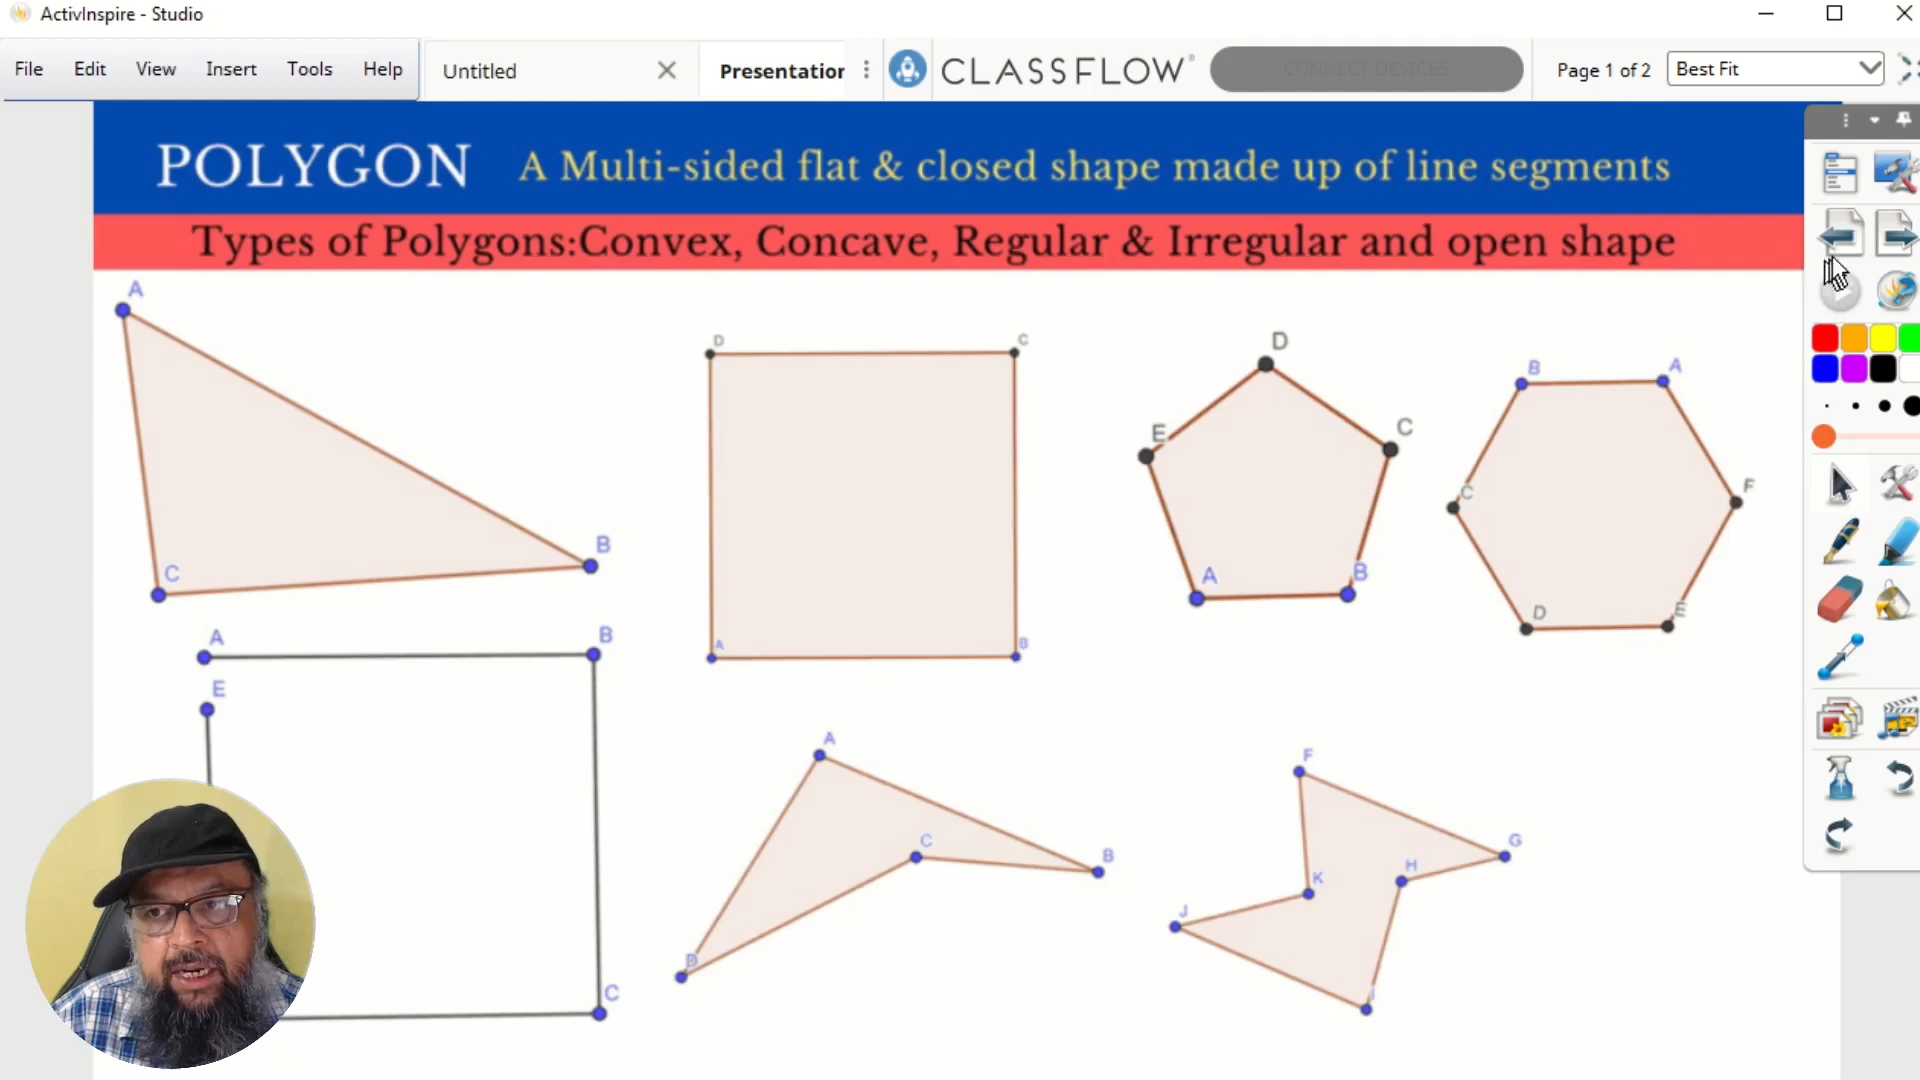 ActivInspire - Studio
File Edit View Insert Tools Help
Untitled
Presentation
CLASSFLOW
CONNECT DEVICES
Page 1 of 2
Best Fit
POLYGON A Multi-sided flat & closed shape made up of line segments
Types of Polygons:Convex, Concave, Regular & Irregular and open shape
A
B
C
D
C
A
B
D
E
C
A
B
B
A
C
F
D
E
A
B
E
C
A
C
B
D
F
G
H
K
J
I